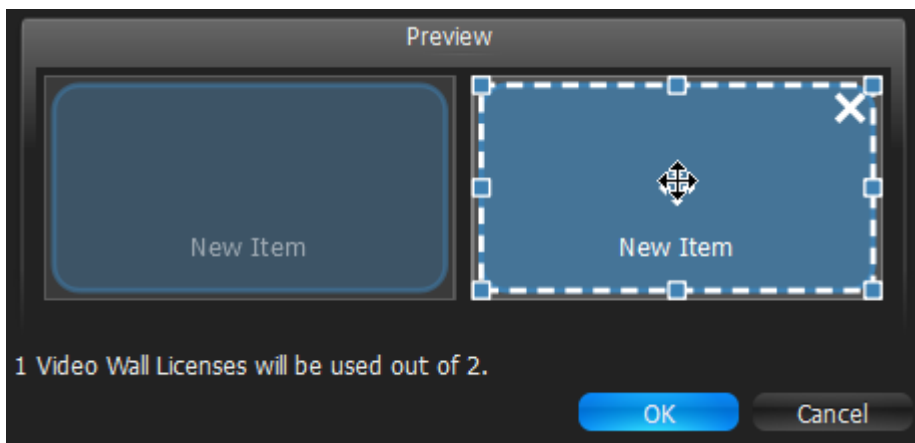 Preview
New Item
New Item
1 Video Wall Licenses will be used out of 2.
OK
Cancel